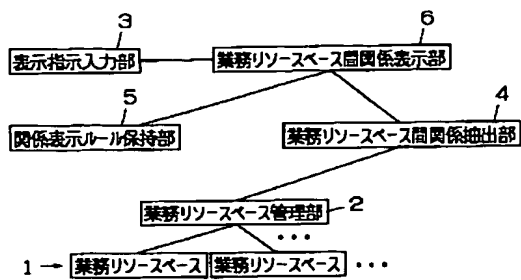 3
6
表示指示入力部
業務リソースペース間関係表示部
5
4
関係表示ルール保持部
業務リソースペース間関係抽出部
業務リソースペース管理部
2
・・・
1→
業務リソースペース
業務リソースペース
・・・